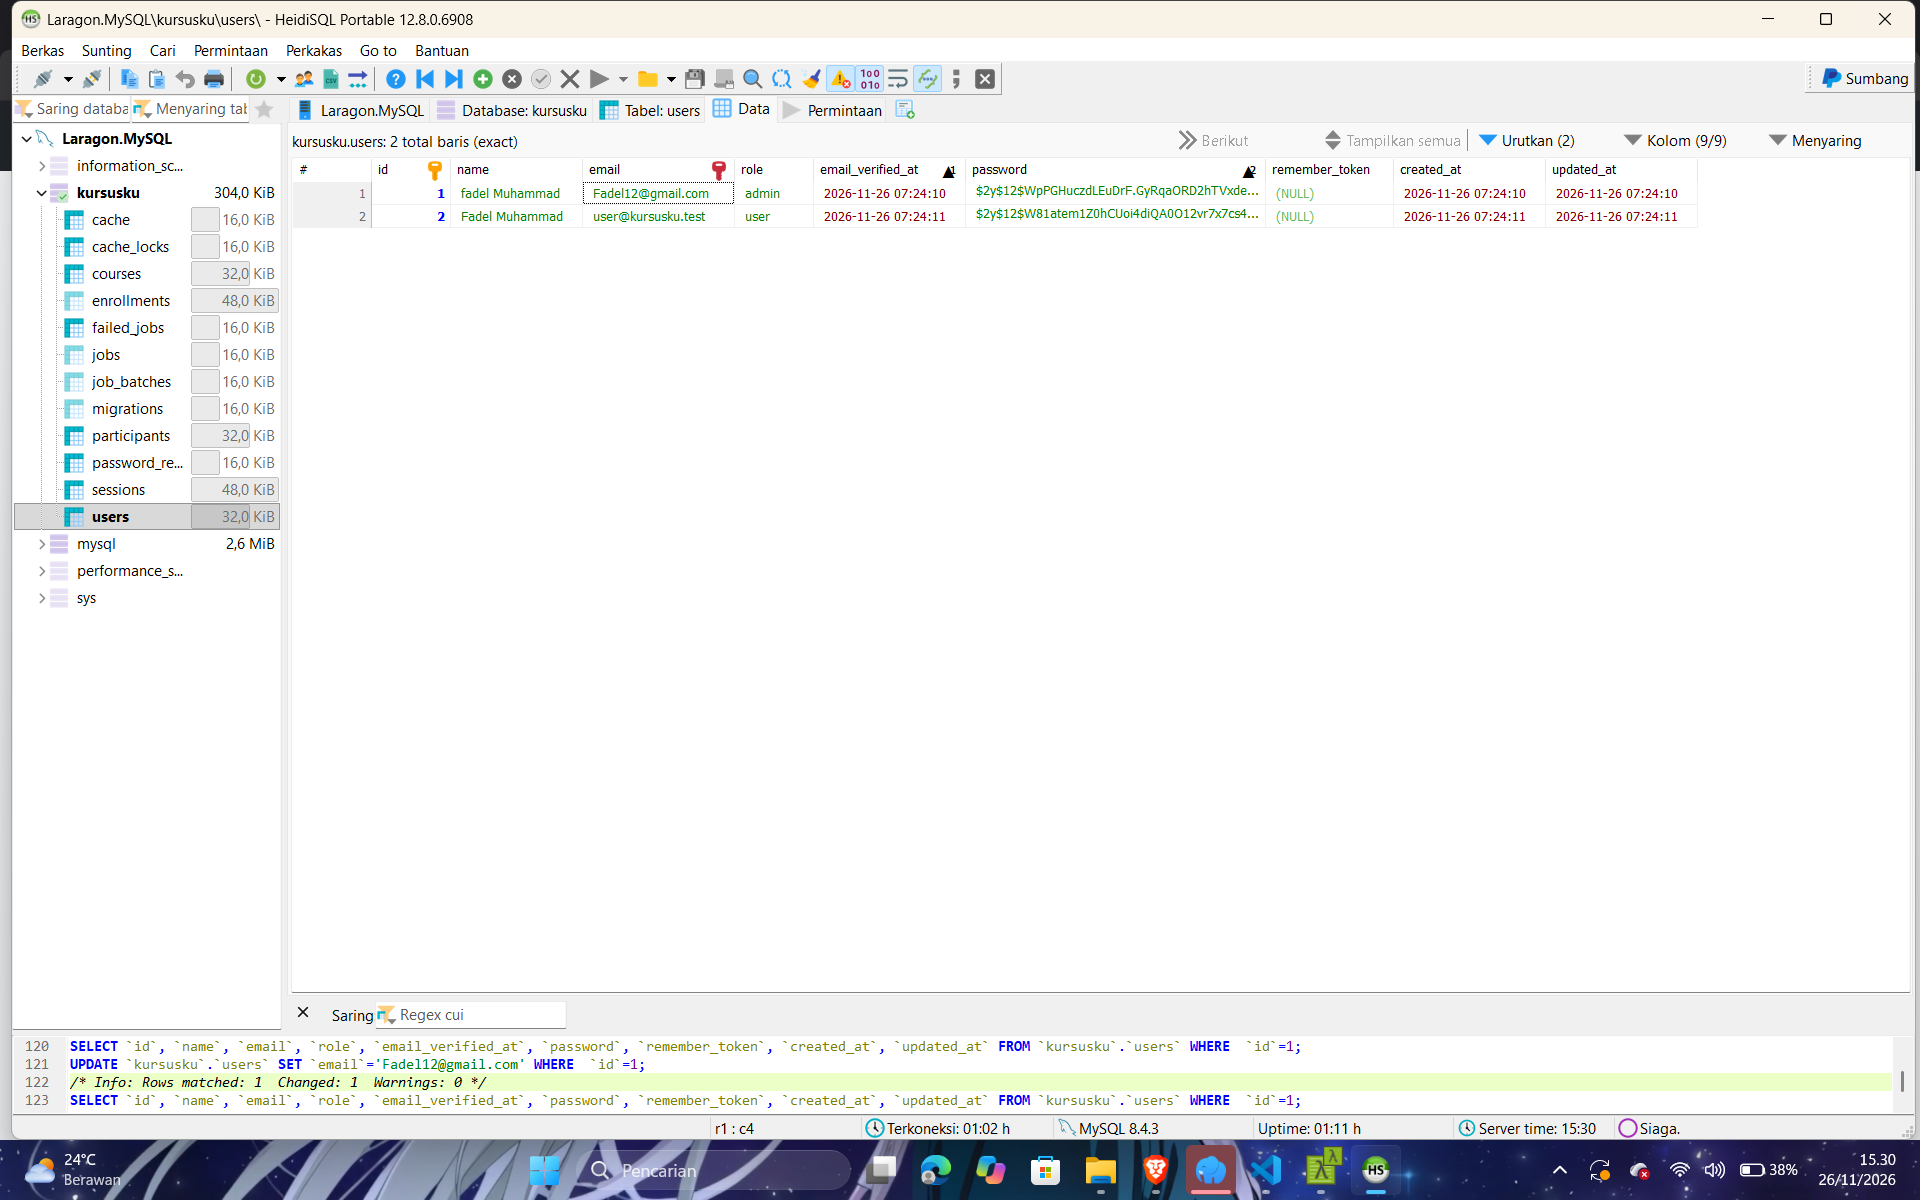 Laragon.MySQL\kursusku\users\ - HeidiSQL Portable 12.8.0.6908
Berkas Sunting Cari Permintaan Perkakas Go to Bantuan
Sumbang
Saring databa Menyaring tab
Laragon.MySQL Database: kursusku Tabel: users Data Permintaan
Laragon.MySQL
information_sc...
kursusku 304,0 KiB
cache 16,0 KiB
cache_locks 16,0 KiB
courses 32,0 KiB
enrollments 48,0 KiB
failed_jobs 16,0 KiB
jobs 16,0 KiB
job_batches 16,0 KiB
migrations 16,0 KiB
participants 32,0 KiB
password_re... 16,0 KiB
sessions 48,0 KiB
users 32,0 KiB
mysql 2,6 MiB
performance_s...
sys
kursusku.users: 2 total baris (exact) Berikut Tampilkan semua Urutkan (2) Kolom (9/9) Menyaring
# id name email role email_verified_at 1 password 2 remember_token created_at updated_at
1 1 fadel Muhammad Fadel12@gmail.com admin 2026-11-26 07:24:10 $2y$12$WpPGHuczdLEuDrF.GyRqaORD2hTVxde... (NULL) 2026-11-26 07:24:10 2026-11-26 07:24:10
2 2 Fadel Muhammad user@kursusku.test user 2026-11-26 07:24:11 $2y$12$W81atem1Z0hCUoi4diQA0O12vr7x7cs4... (NULL) 2026-11-26 07:24:11 2026-11-26 07:24:11
Saring Regex cui
120 SELECT `id`, `name`, `email`, `role`, `email_verified_at`, `password`, `remember_token`, `created_at`, `updated_at` FROM `kursusku`.`users` WHERE  `id`=1;
121 UPDATE `kursusku`.`users` SET `email`='Fadel12@gmail.com' WHERE  `id`=1;
122 /* Info: Rows matched: 1  Changed: 1  Warnings: 0 */
123 SELECT `id`, `name`, `email`, `role`, `email_verified_at`, `password`, `remember_token`, `created_at`, `updated_at` FROM `kursusku`.`users` WHERE  `id`=1;
r1 : c4 Terkoneksi: 01:02 h MySQL 8.4.3 Uptime: 01:11 h Server time: 15:30 Siaga.
24°C
Berawan
Pencarian
HS
38%
15.30
26/11/2026